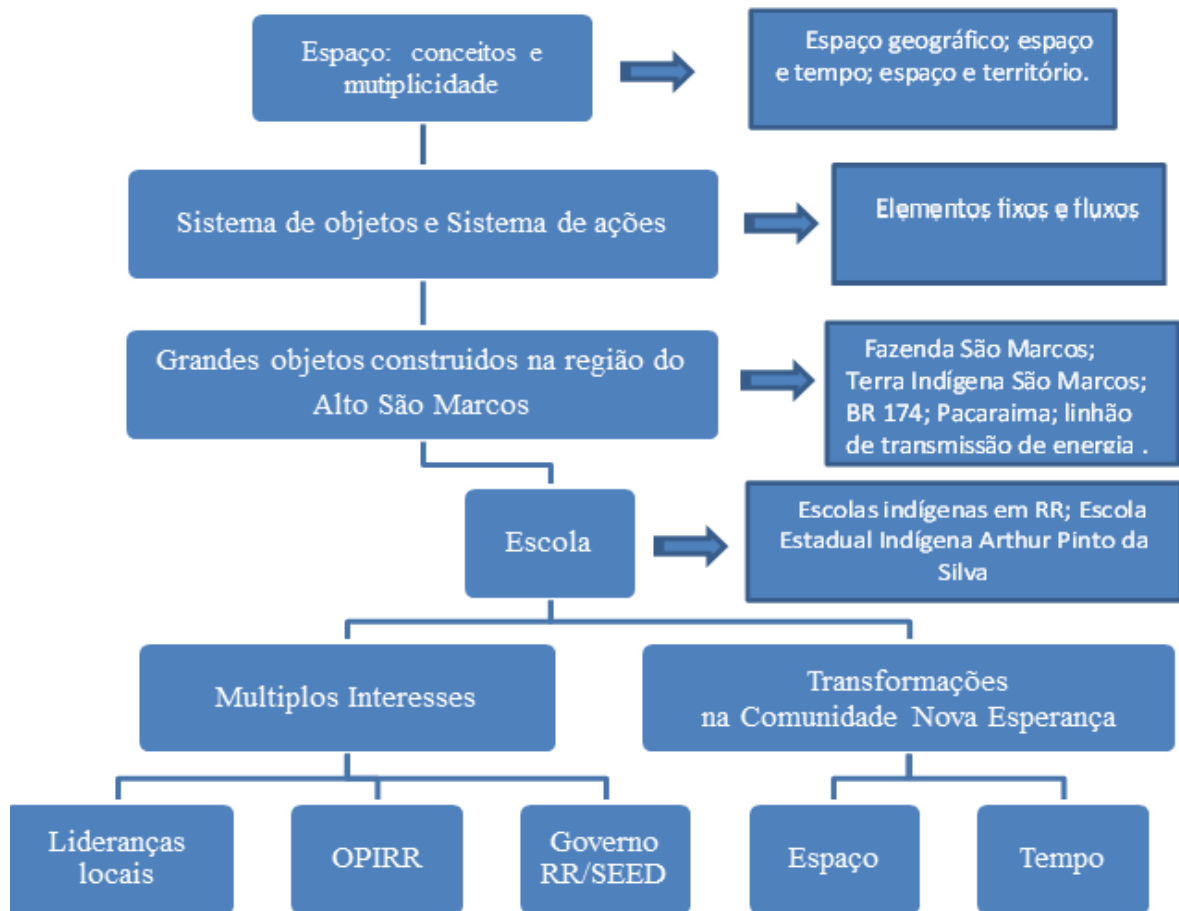 Espaço: conceitos e
mutiplicidade
Espaço geográfico; espaço
e tempo; espaço e território.
Sistema de objetos e Sistema de ações
Elementos fixos e fluxos
Grandes objetos construidos na região do
Alto São Marcos
Fazenda São Marcos;
Terra Indígena São Marcos;
BR 174; Pacaraima; linhão
de transmissão de energia .
Escola
Escolas indígenas em RR; Escola
Estadual Indígena Arthur Pinto da
Silva
Multiplos Interesses
Transformações
na Comunidade Nova Esperança
Lideranças
locais
OPIRR
Governo
RR/SEED
Espaço
Tempo